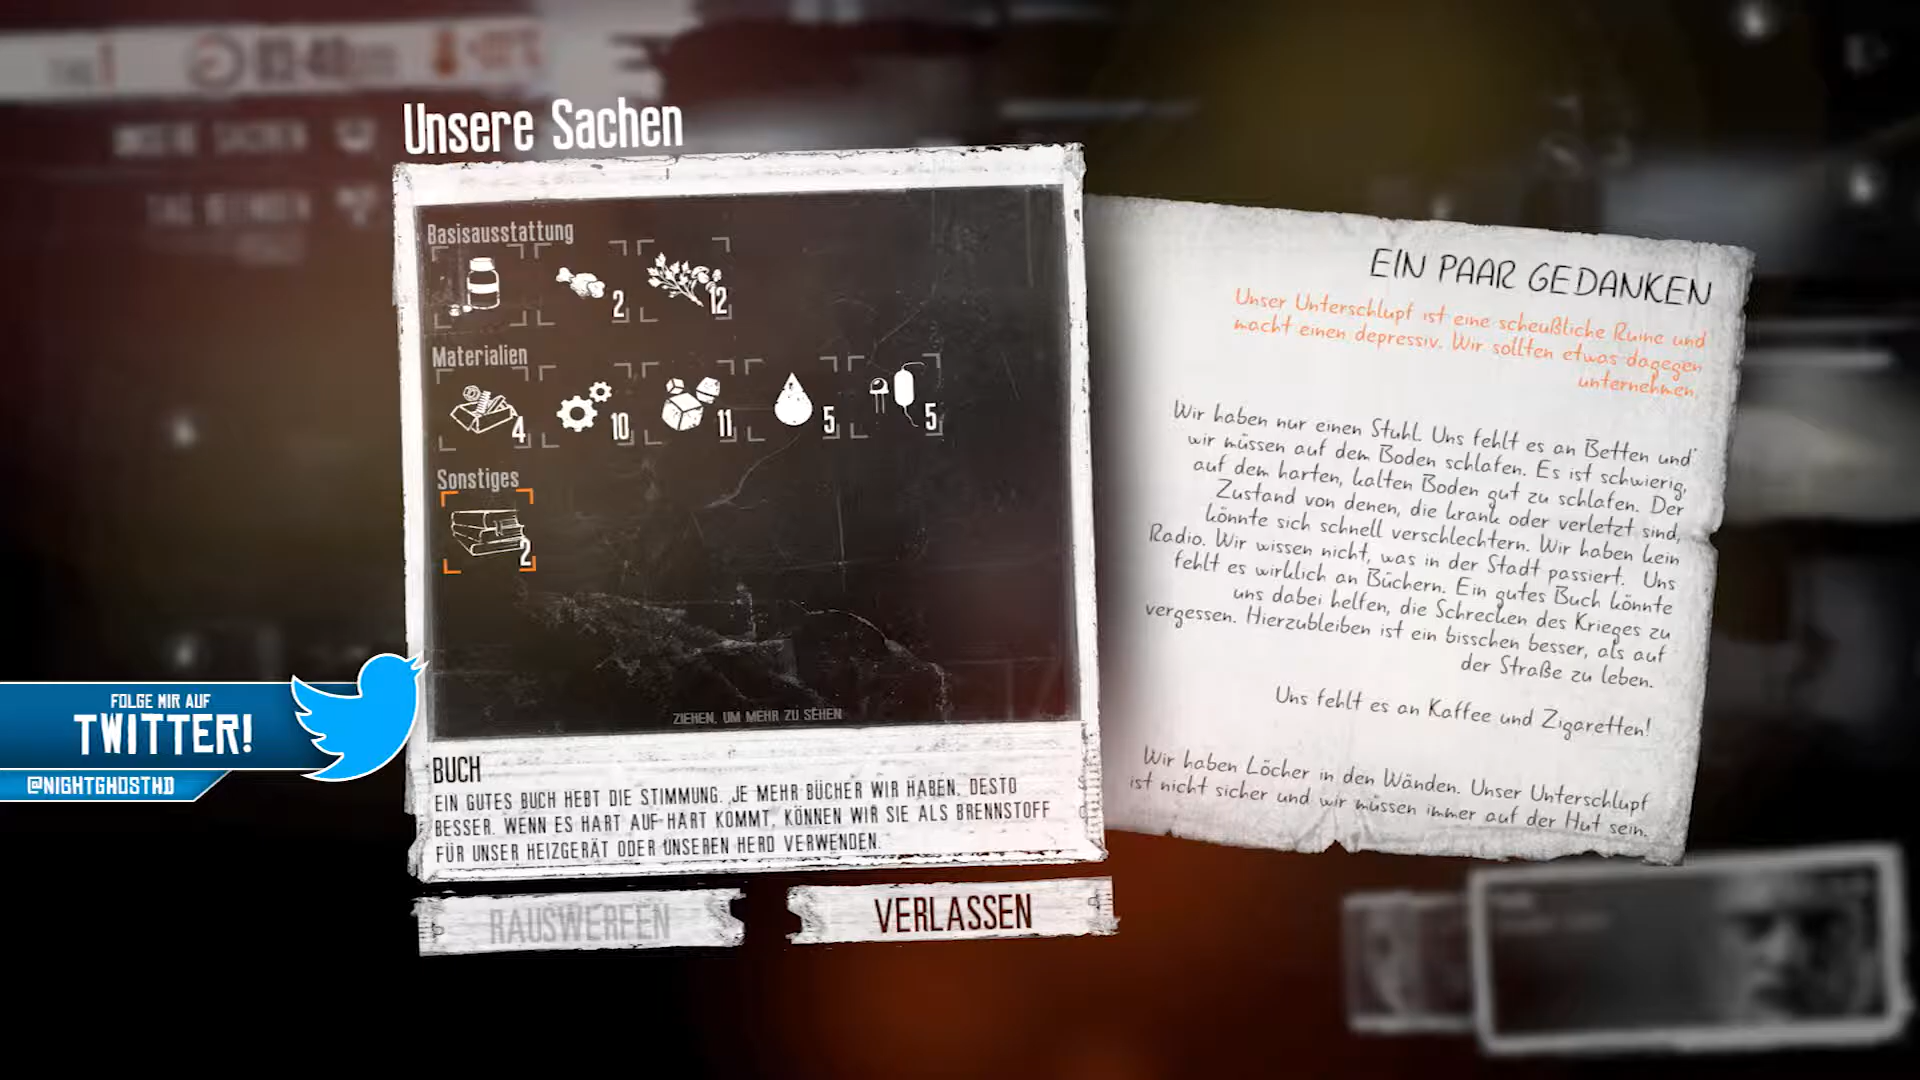 UNSERE SACHEN
TAG BEENDEN
Unsere Sachen
Basisausstattung
2
12
Materialien
4
10
11
5
5
Sonstiges
2
ZIEHEN, UM MEHR ZU SEHEN
BUCH
EIN GUTES BUCH HEBT DIE STIMMUNG. JE MEHR BÜCHER WIR HABEN, DESTO
BESSER. WENN ES HART AUF HART KOMMT, KÖNNEN WIR SIE ALS BRENNSTOFF
FÜR UNSER HEIZGERÄT ODER UNSEREN HERD VERWENDEN.
RAUSWERFEN
VERLASSEN
EIN PAAR GEDANKEN
Unser Unterschlupf ist eine scheußliche Ruine und
macht einen depressiv. Wir sollten etwas dagegen
unternehmen.
Wir haben nur einen Stuhl. Uns fehlt es an Betten und
wir müssen auf dem Boden schlafen. Es ist schwierig,
auf dem harten, kalten Boden gut zu schlafen. Der
Zustand von denen, die krank oder verletzt sind,
könnte sich schnell verschlechtern. Wir haben kein
Radio. Wir wissen nicht, was in der Stadt passiert. Uns
fehlt es wirklich an Büchern. Ein gutes Buch könnte
uns dabei helfen, die Schrecken des Krieges zu
vergessen. Hierzubleiben ist ein bisschen besser, als auf
der Straße zu leben.
Uns fehlt es an Kaffee und Zigaretten!
Wir haben Löcher in den Wänden. Unser Unterschlupf
ist nicht sicher und wir müssen immer auf der Hut sein.
FOLGE MIR AUF
TWITTER!
@NIGHTGHOSTHD